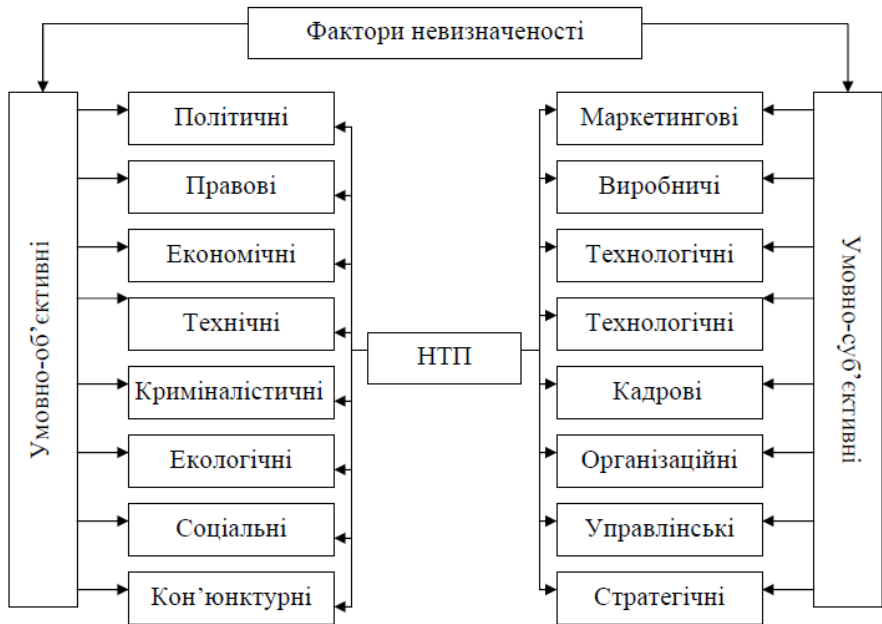 Фактори невизначеності
Умовно-об’єктивні
Політичні
Правові
Економічні
Технічні
Криміналістичні
Екологічні
Соціальні
Кон’юнктурні
НТП
Маркетингові
Виробничі
Технологічні
Технологічні
Кадрові
Організаційні
Управлінські
Стратегічні
Умовно-суб’єктивні